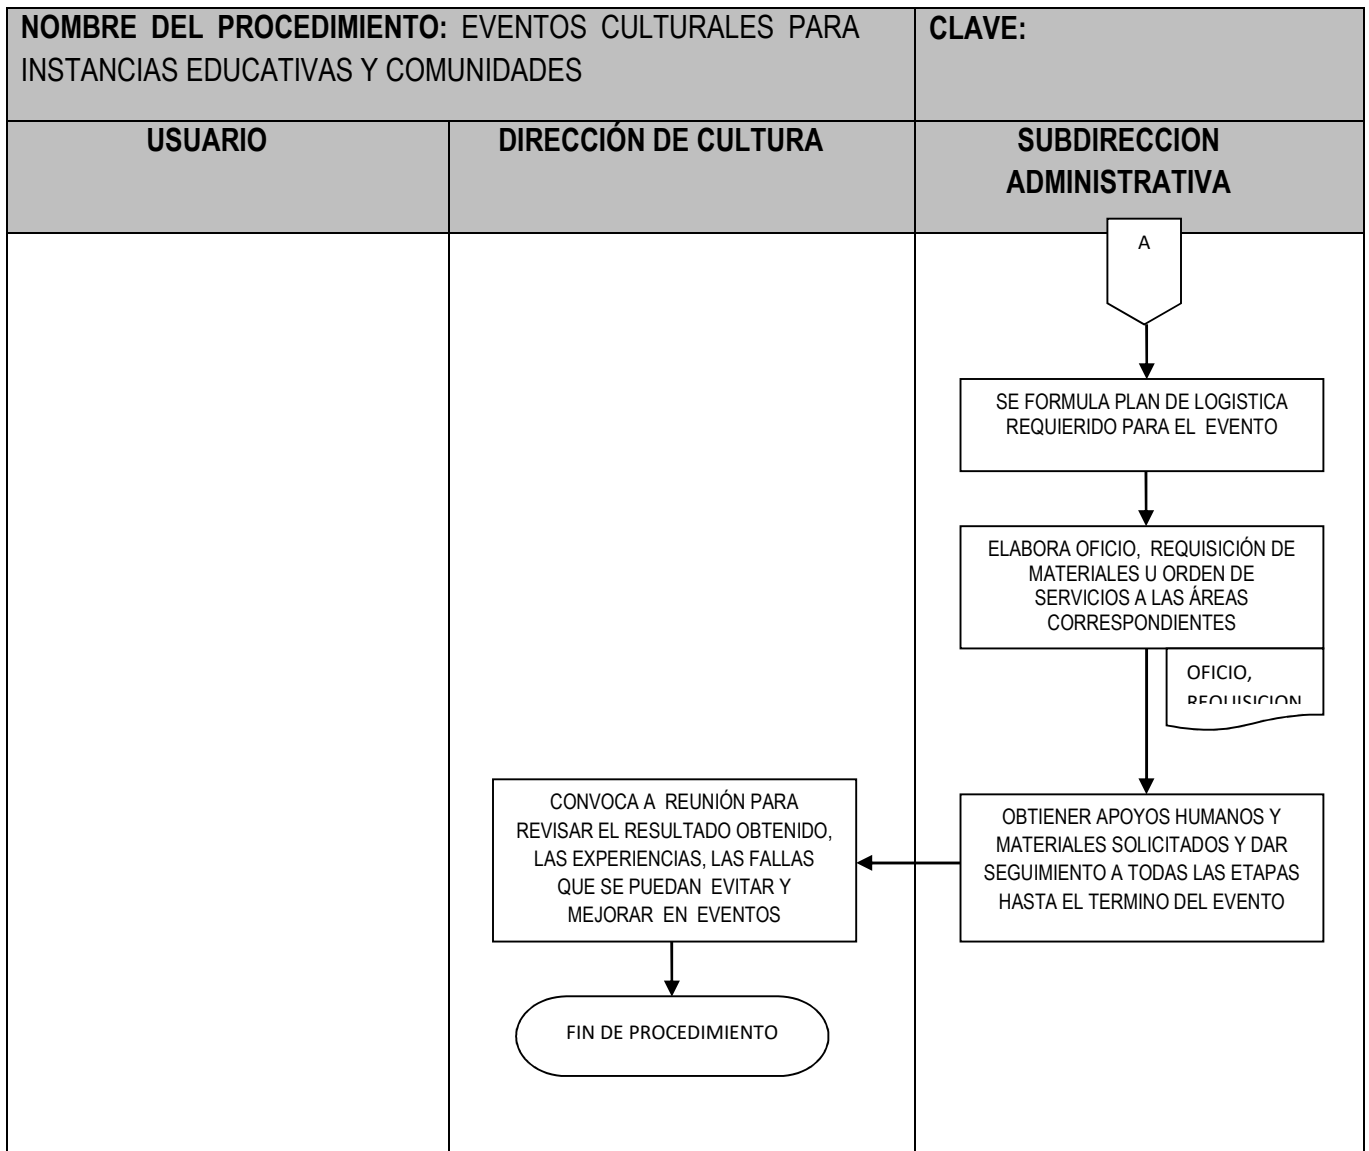 NOMBRE DEL PROCEDIMIENTO: EVENTOS CULTURALES PARA
INSTANCIAS EDUCATIVAS Y COMUNIDADES
CLAVE:
USUARIO
DIRECCIÓN DE CULTURA
SUBDIRECCION
ADMINISTRATIVA
A
SE FORMULA PLAN DE LOGISTICA
REQUIERIDO PARA EL EVENTO
ELABORA OFICIO, REQUISICIÓN DE
MATERIALES U ORDEN DE
SERVICIOS A LAS ÁREAS
CORRESPONDIENTES
OFICIO,
REQUISICION
OBTIENER APOYOS HUMANOS Y
MATERIALES SOLICITADOS Y DAR
SEGUIMIENTO A TODAS LAS ETAPAS
HASTA EL TERMINO DEL EVENTO
CONVOCA A REUNIÓN PARA
REVISAR EL RESULTADO OBTENIDO,
LAS EXPERIENCIAS, LAS FALLAS
QUE SE PUEDAN EVITAR Y
MEJORAR EN EVENTOS
FIN DE PROCEDIMIENTO